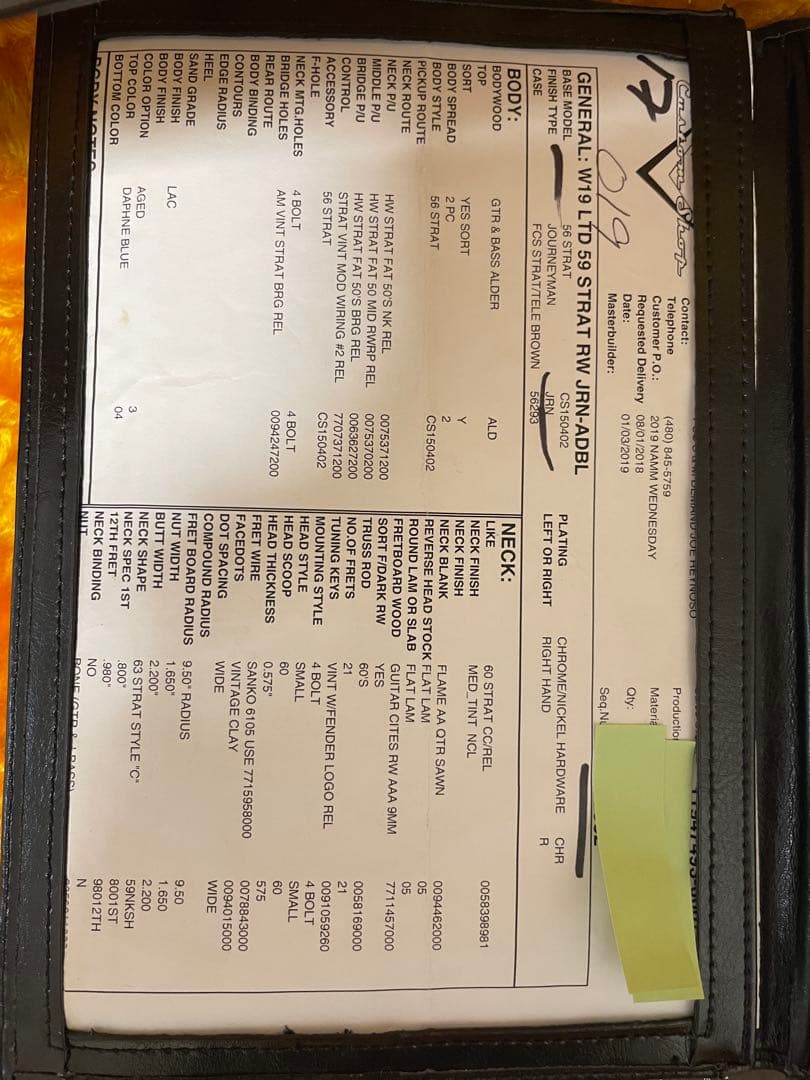 Custom Shop
Contact:
Telephone (480) 845-5759
Customer P.O.: 2019 NAMM WEDNESDAY
Requested Delivery 08/01/2018
Date: 01/03/2019
Masterbuilder:
Qty:
019
GENERAL: W19 LTD 59 STRAT RW JRN-ADBL
BASE MODEL 56 STRAT CS150402 PLATING CHROME/NICKEL HARDWARE CHR
FINISH TYPE JOURNEYMAN JRN LEFT OR RIGHT RIGHT HAND R
CASE FCS STRAT/TELE BROWN 56293
BODY:
BODYWOOD GTR & BASS ALDER ALD
TOP
SORT YES SORT Y
BODY SPREAD 2 PC 2
BODY STYLE 56 STRAT CS150402
PICKUP ROUTE
NECK ROUTE
NECK P/U HW STRAT FAT 50'S NK REL 0075371200
MIDDLE P/U HW STRAT FAT 50 MID RWRP REL 0075370200
BRIDGE P/U HW STRAT FAT 50'S BRG REL 0063627200
CONTROL STRAT VINT MOD WIRING #2 REL 7707371200
ACCESSORY 56 STRAT CS150402
F-HOLE
NECK MTG.HOLES 4 BOLT 4 BOLT
BRIDGE HOLES AM VINT STRAT BRG REL 0094247200
REAR ROUTE
BODY BINDING
CONTOURS
EDGE RADIUS
HEEL
SAND GRADE
BODY FINISH LAC
BODY FINISH
COLOR OPTION AGED 3
TOP COLOR DAPHNE BLUE 04
BOTTOM COLOR
BODY NOTES
NECK:
LIKE 60 STRAT CC/REL 0058398981
NECK FINISH MED_TINT NCL
NECK FINISH
NECK BLANK FLAME AA QTR SAWN 0094462000
REVERSE HEAD STOCK FLAT LAM 05
ROUND LAM OR SLAB FLAT LAM 05
FRETBOARD WOOD GUITAR CITES RW AAA 9MM 7711457000
SORT F/DARK RW YES
TRUSS ROD 60'S 0058169000
NO.OF FRETS 21 21
TUNING KEYS VINT W/FENDER LOGO REL 0091059260
MOUNTING STYLE 4 BOLT 4 BOLT
HEAD STYLE SMALL SMALL
HEAD SCOOP 60 60
HEAD THICKNESS 0.575" 575
FRET WIRE SANKO 6105 USE 7715958000 0078843000
FACEDOTS VINTAGE CLAY 0094015000
DOT SPACING WIDE WIDE
COMPOUND RADIUS
FRET BOARD RADIUS 9.50" RADIUS 9.50
NUT WIDTH 1.650" 1.650
BUTT WIDTH 2.200" 2.200
NECK SHAPE 63 STRAT STYLE "C" 59NKSH
NECK SPEC 1ST .800" 8001ST
12TH FRET .980" 98012TH
NECK BINDING NO N
NUT